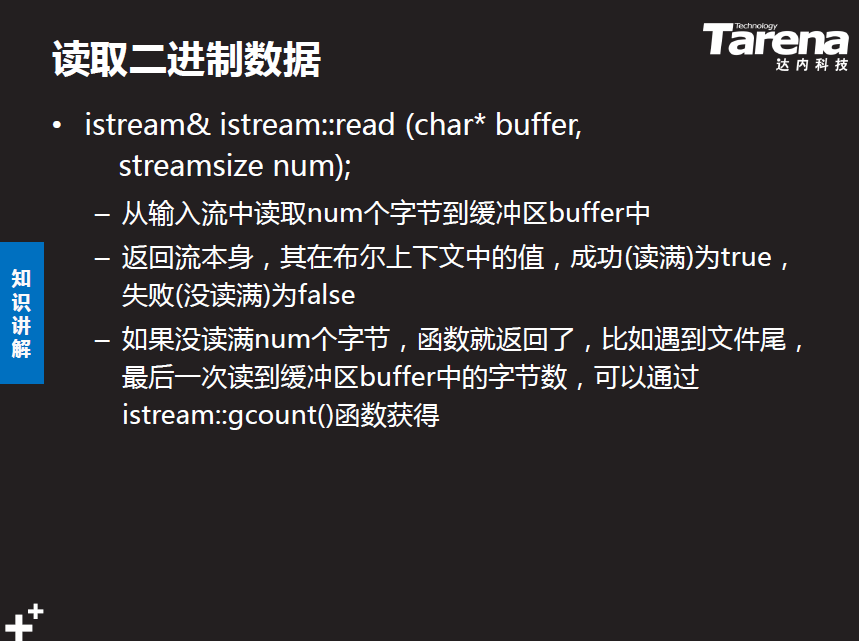 Technology
Tarena
达内科技
读取二进制数据
• istream& istream::read (char* buffer,
streamsize num);
– 从输入流中读取num个字节到缓冲区buffer中
– 返回流本身，其在布尔上下文中的值，成功(读满)为true，
失败(没读满)为false
– 如果没读满num个字节，函数就返回了，比如遇到文件尾，
最后一次读到缓冲区buffer中的字节数，可以通过
istream::gcount()函数获得
知
识
讲
解